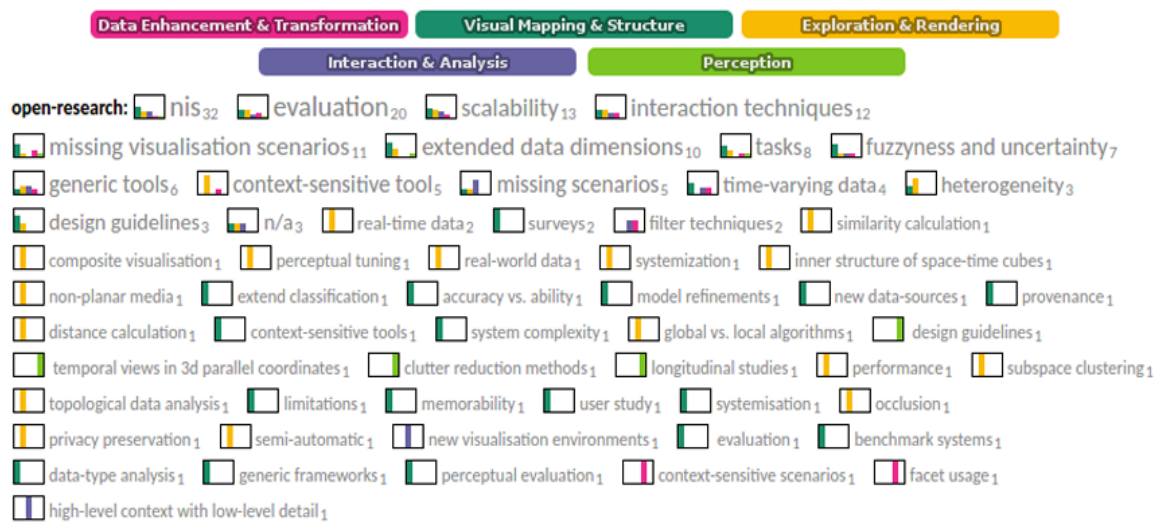 Data Enhancement & Transformation Visual Mapping & Structure Exploration & Rendering
Interaction & Analysis Perception
open-research: nis32 evaluation20 scalability13 interaction techniques12
missing visualisation scenarios11 extended data dimensions10 tasks8 fuzzyness and uncertainty7
generic tools6 context-sensitive tool5 missing scenarios5 time-varying data4 heterogeneity3
design guidelines3 n/a3 real-time data2 surveys2 filter techniques2 similarity calculation1
composite visualisation1 perceptual tuning1 real-world data1 systemization1 inner structure of space-time cubes1
non-planar media1 extend classification1 accuracy vs. ability1 model refinements1 new data-sources1 provenance1
distance calculation1 context-sensitive tools1 system complexity1 global vs. local algorithms1 design guidelines1
temporal views in 3d parallel coordinates1 clutter reduction methods1 longitudinal studies1 performance1 subspace clustering1
topological data analysis1 limitations1 memorability1 user study1 systemisation1 occlusion1
privacy preservation1 semi-automatic1 new visualisation environments1 evaluation1 benchmark systems1
data-type analysis1 generic frameworks1 perceptual evaluation1 context-sensitive scenarios1 facet usage1
high-level context with low-level detail1